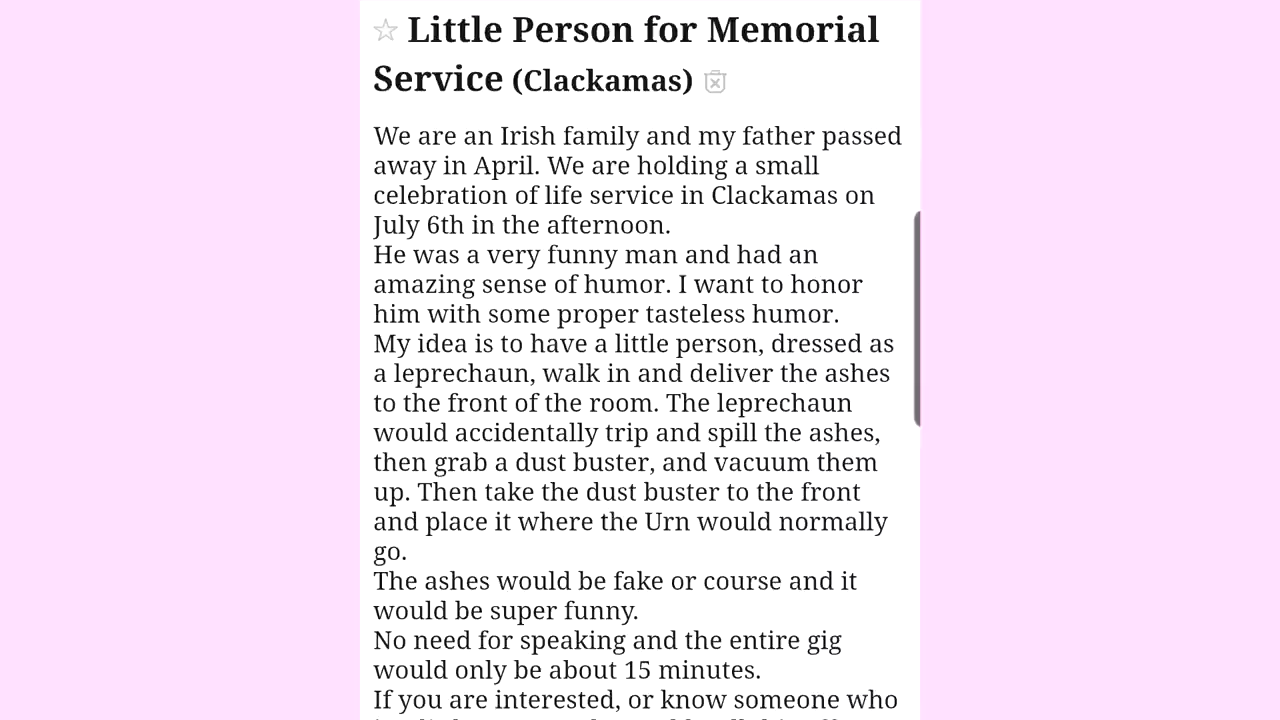 ☆ Little Person for Memorial
Service (Clackamas)
We are an Irish family and my father passed
away in April. We are holding a small
celebration of life service in Clackamas on
July 6th in the afternoon.
He was a very funny man and had an
amazing sense of humor. I want to honor
him with some proper tasteless humor.
My idea is to have a little person, dressed as
a leprechaun, walk in and deliver the ashes
to the front of the room. The leprechaun
would accidentally trip and spill the ashes,
then grab a dust buster, and vacuum them
up. Then take the dust buster to the front
and place it where the Urn would normally
go.
The ashes would be fake or course and it
would be super funny.
No need for speaking and the entire gig
would only be about 15 minutes.
If you are interested, or know someone who